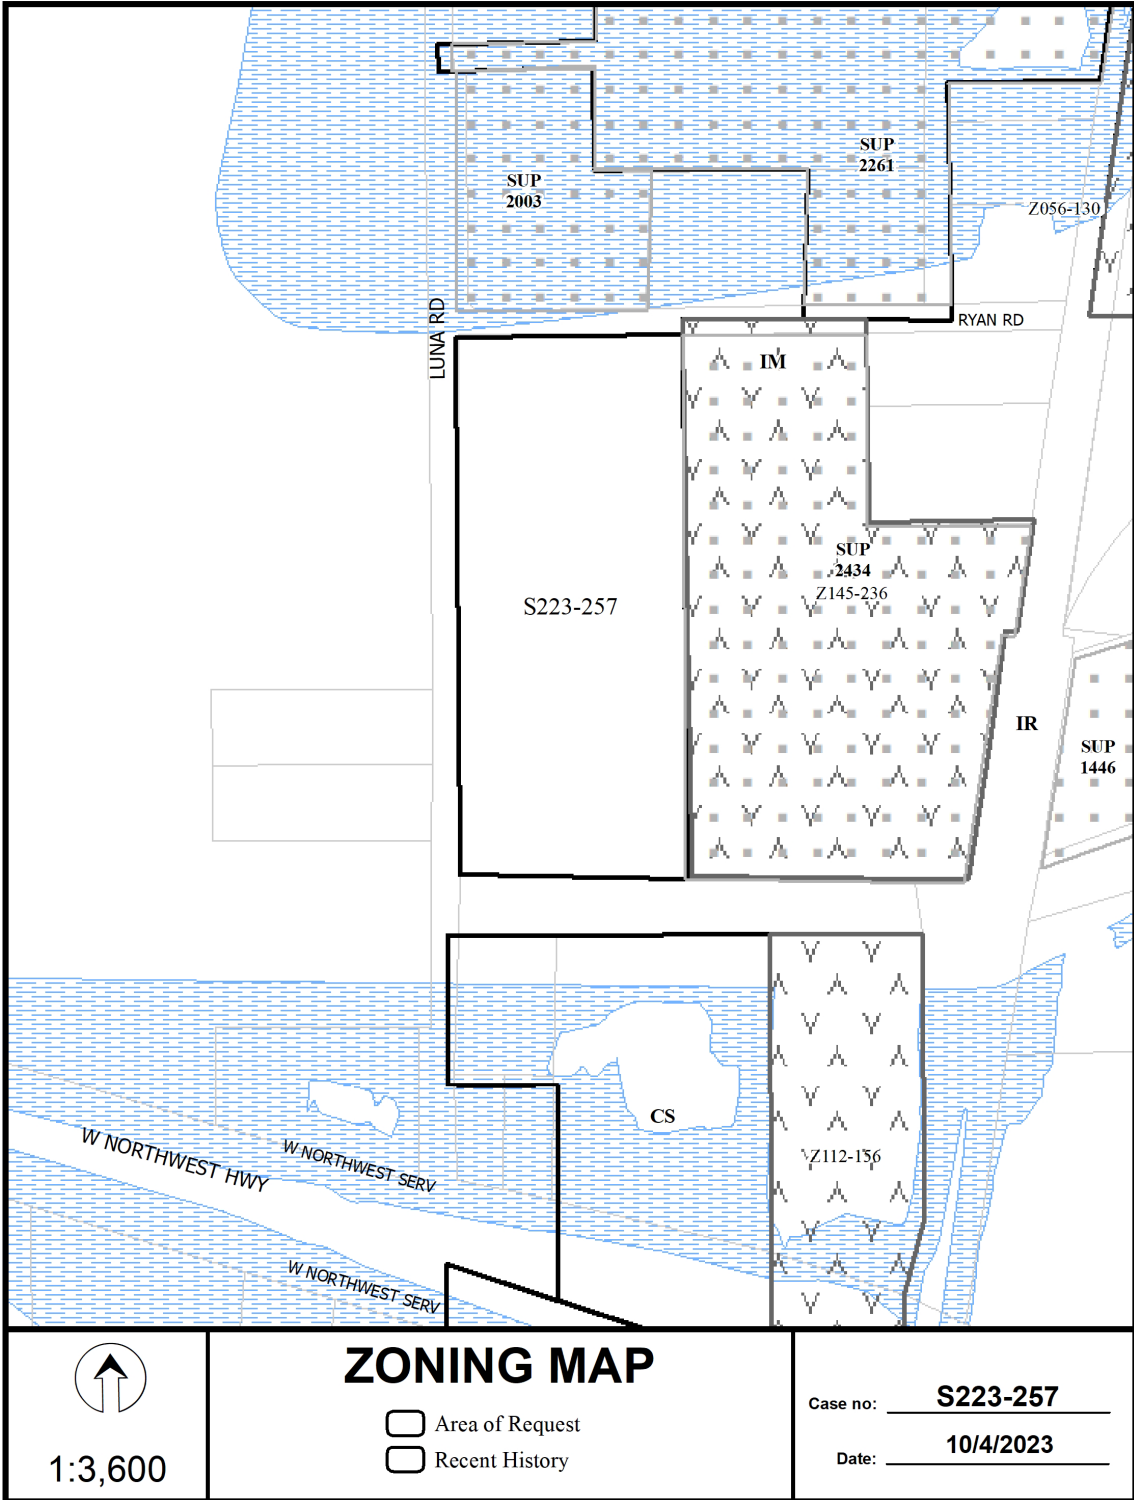 SUP
2261
SUP
2003
Z056-130
LUNA RD
RYAN RD
IM
SUP
2434
Z145-236
S223-257
IR
SUP
1446
CS
Z112-156
W NORTHWEST HWY
W NORTHWEST SERV
W NORTHWEST SERV
1:3,600
ZONING MAP
Area of Request
Recent History
Case no: S223-257
Date: 10/4/2023